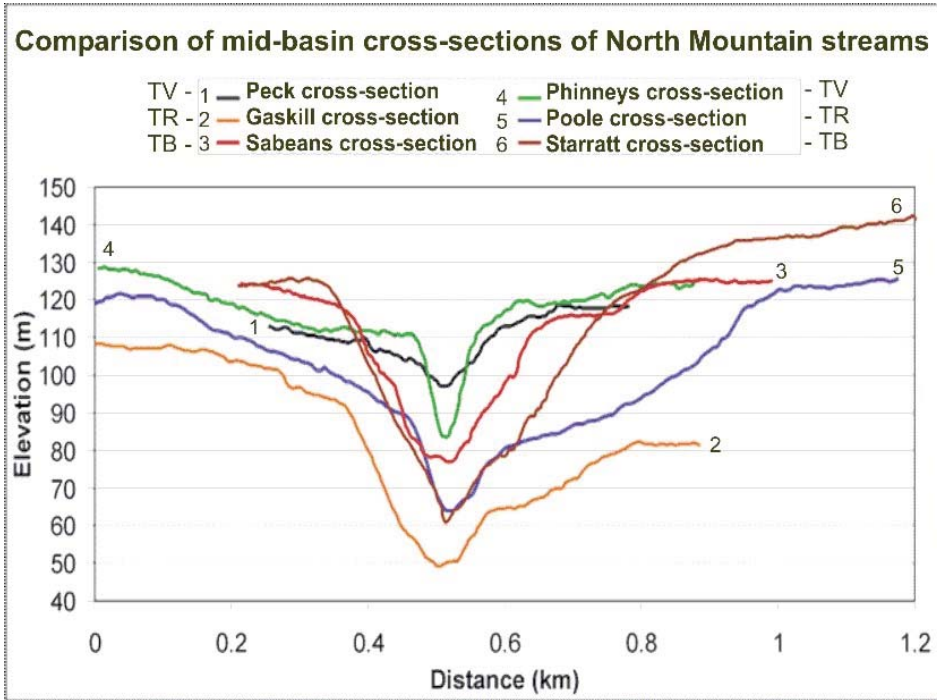 Comparison of mid-basin cross-sections of North Mountain streams
TV - 1 Peck cross-section 4 Phinneys cross-section - TV
TR - 2 Gaskill cross-section 5 Poole cross-section - TR
TB - 3 Sabeans cross-section 6 Starratt cross-section - TB
150
140
130
120
110
100
90
80
70
60
50
40
Elevation (m)
4
1
6
3
5
2
0 0.2 0.4 0.6 0.8 1 1.2
Distance (km)